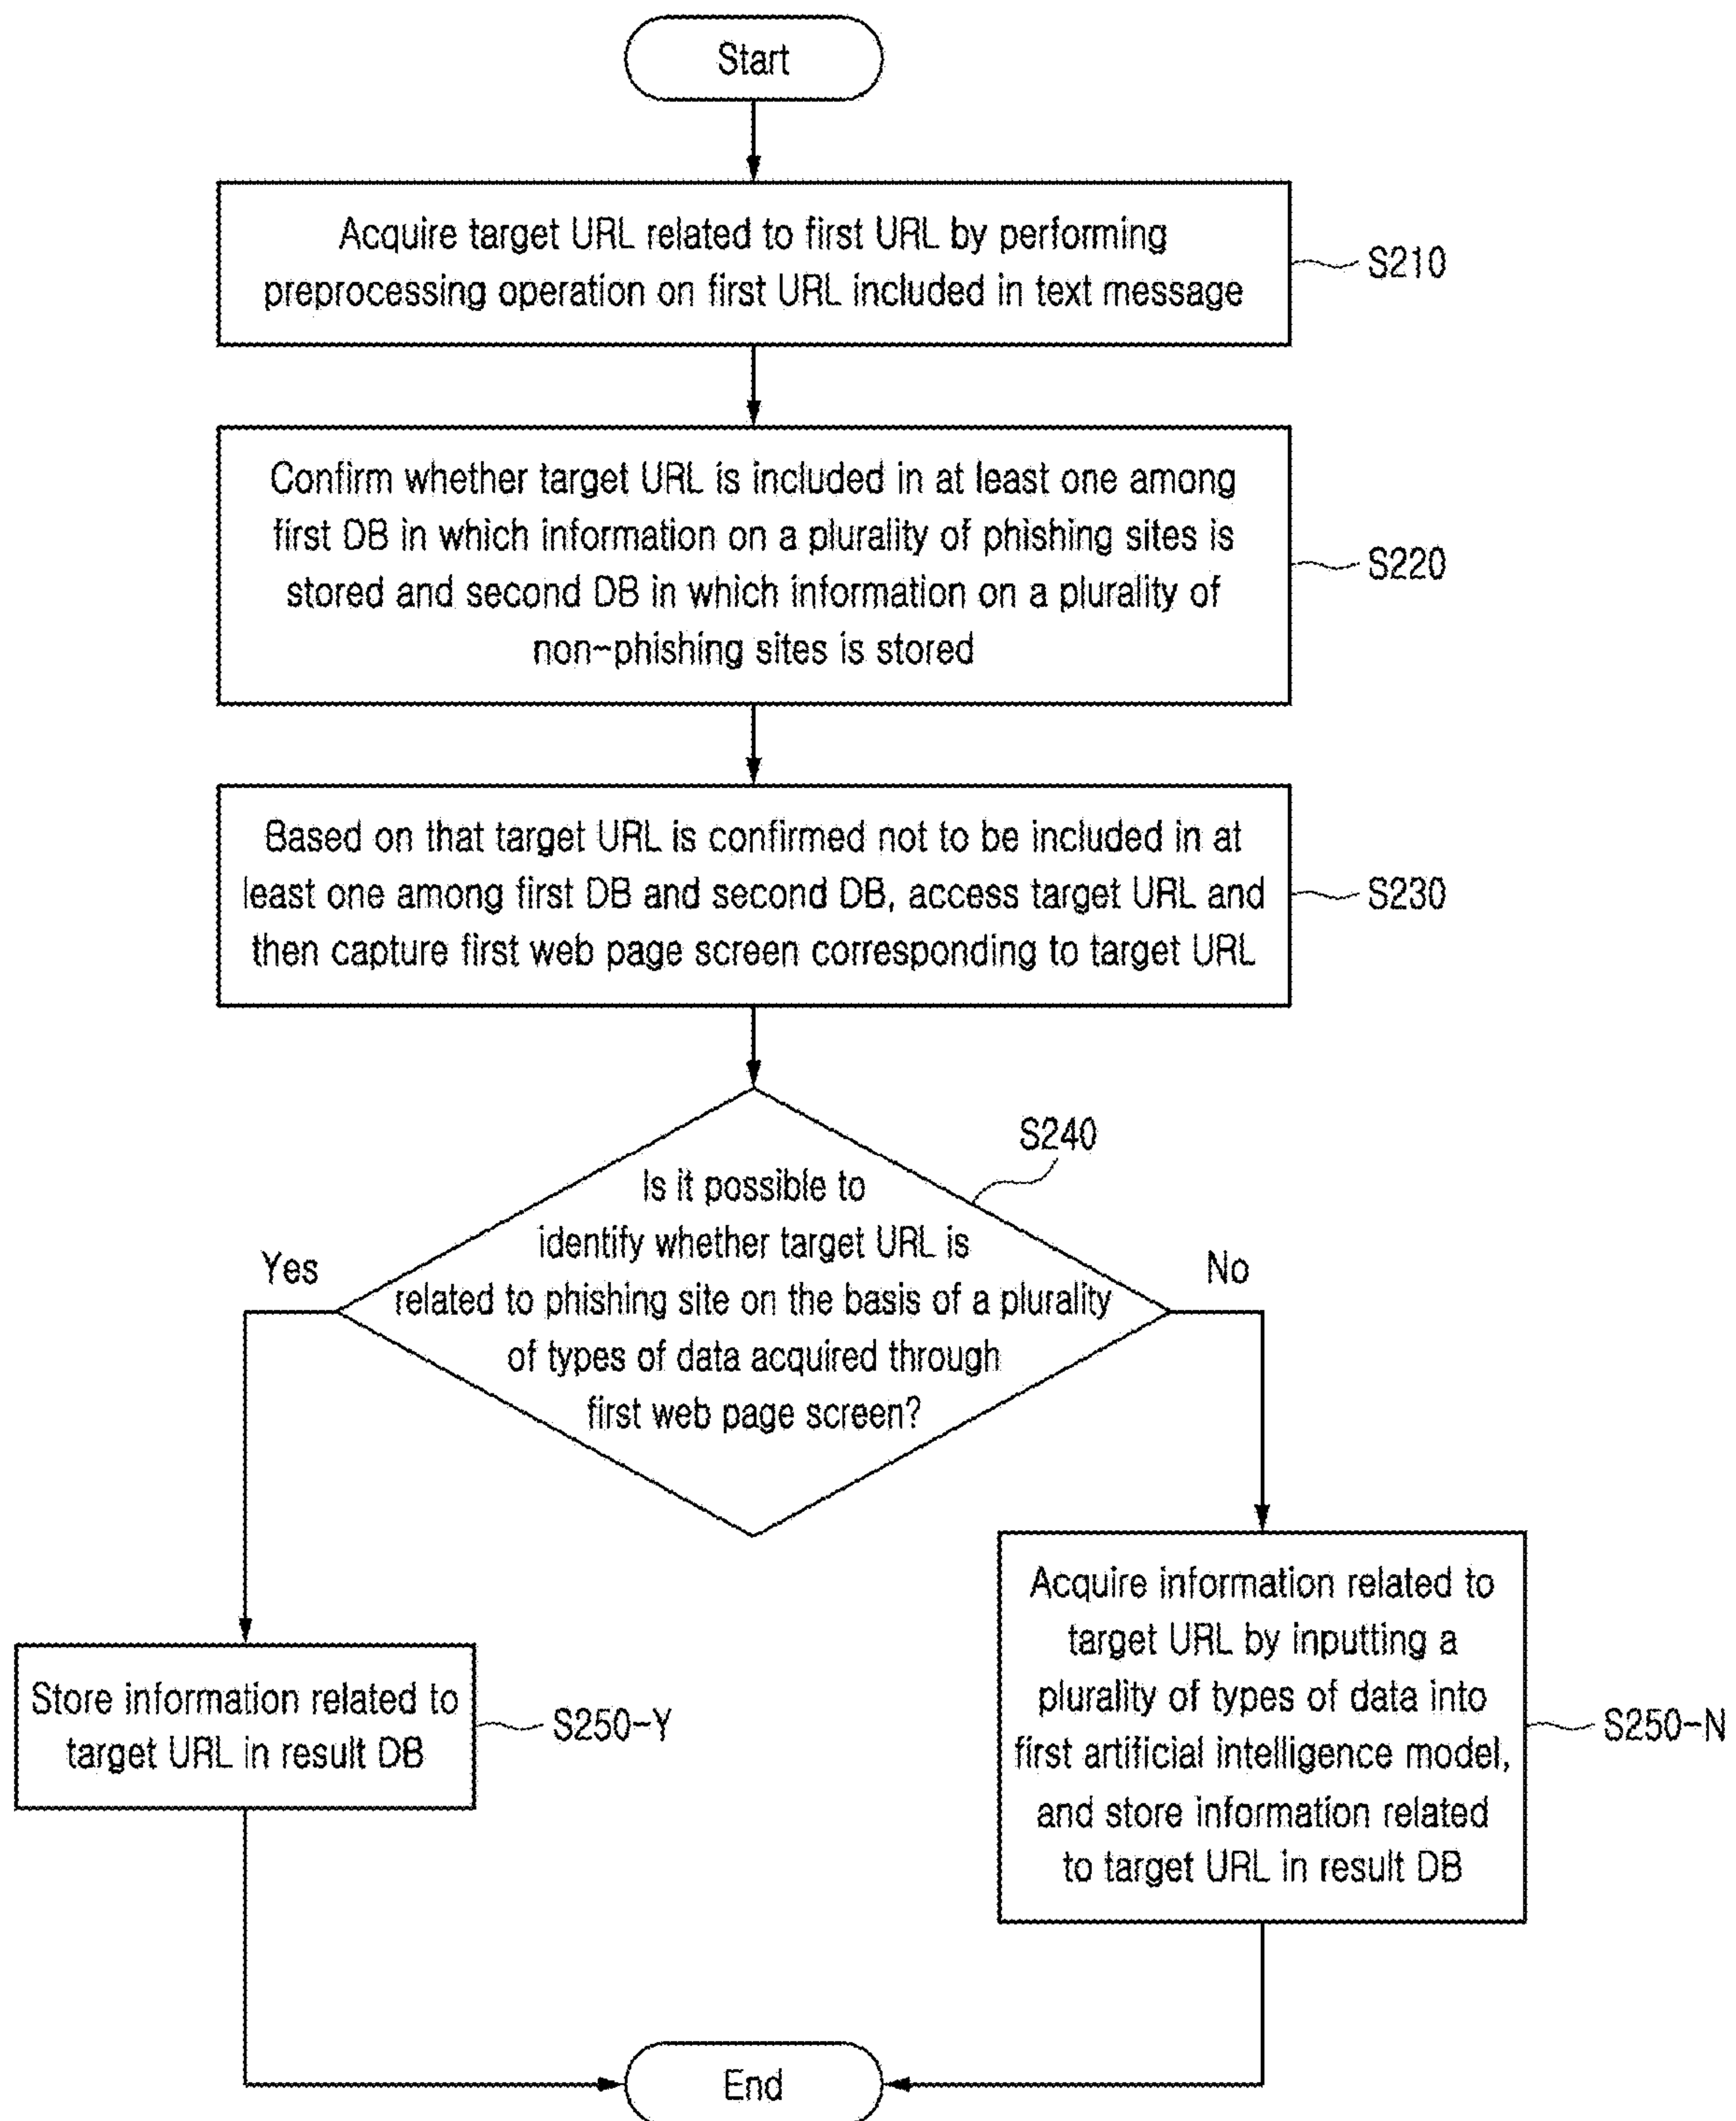 Start
Acquire target URL related to first URL by performing
preprocessing operation on first URL included in text message
S210
Confirm whether target URL is included in at least one among
first DB in which information on a plurality of phishing sites is
stored and second DB in which information on a plurality of
non-phishing sites is stored
S220
Based on that target URL is confirmed not to be included in at
least one among first DB and second DB, access target URL and
then capture first web page screen corresponding to target URL
S230
S240
Is it possible to
identify whether target URL is
related to phishing site on the basis of a plurality
of types of data acquired through
first web page screen?
Yes
No
Store information related to
target URL in result DB
S250-Y
Acquire information related to
target URL by inputting a
plurality of types of data into
first artificial intelligence model,
and store information related
to target URL in result DB
S250-N
End